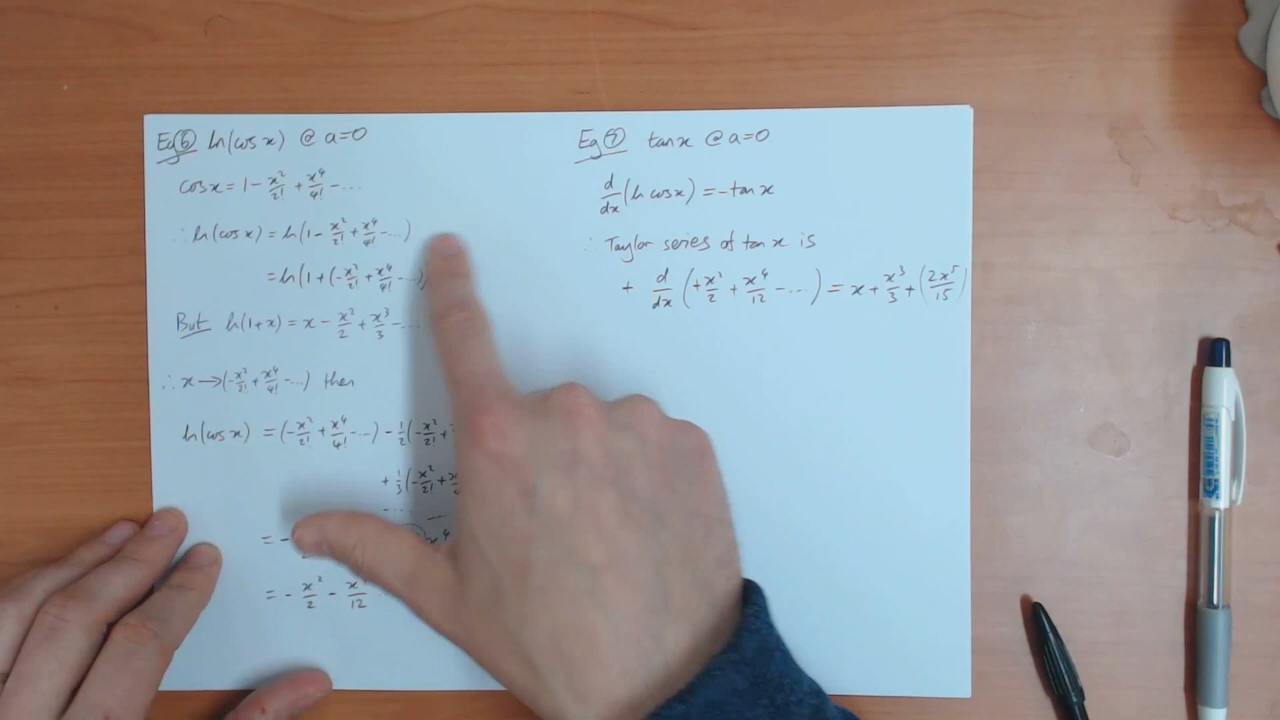 Eg⑥ ln(cos x) @ a=0
cos x = 1 - x²/2! + x⁴/4! - ...
∴ ln(cos x) = ln(1 - x²/2! + x⁴/4! - ...)
= ln(1 + (-x²/2! + x⁴/4! - ...)
But ln(1+x) = x - x²/2 + x³/3 - ...
∴ x → (-x²/2! + x⁴/4! - ...) then
ln(cos x) = (-x²/2! + x⁴/4! - ...) - 1/2(-x²/2! +
+ 1/3(-x²/2! +
= - x⁴
= - x²/2 - x /12
Eg⑦ tan x @ a=0
d/dx (ln cos x) = - tan x
∴ Taylor series of tan x is
+ d/dx (+x²/2 + x⁴/12 - ...) = x + x³/3 + (2x⁵/15)